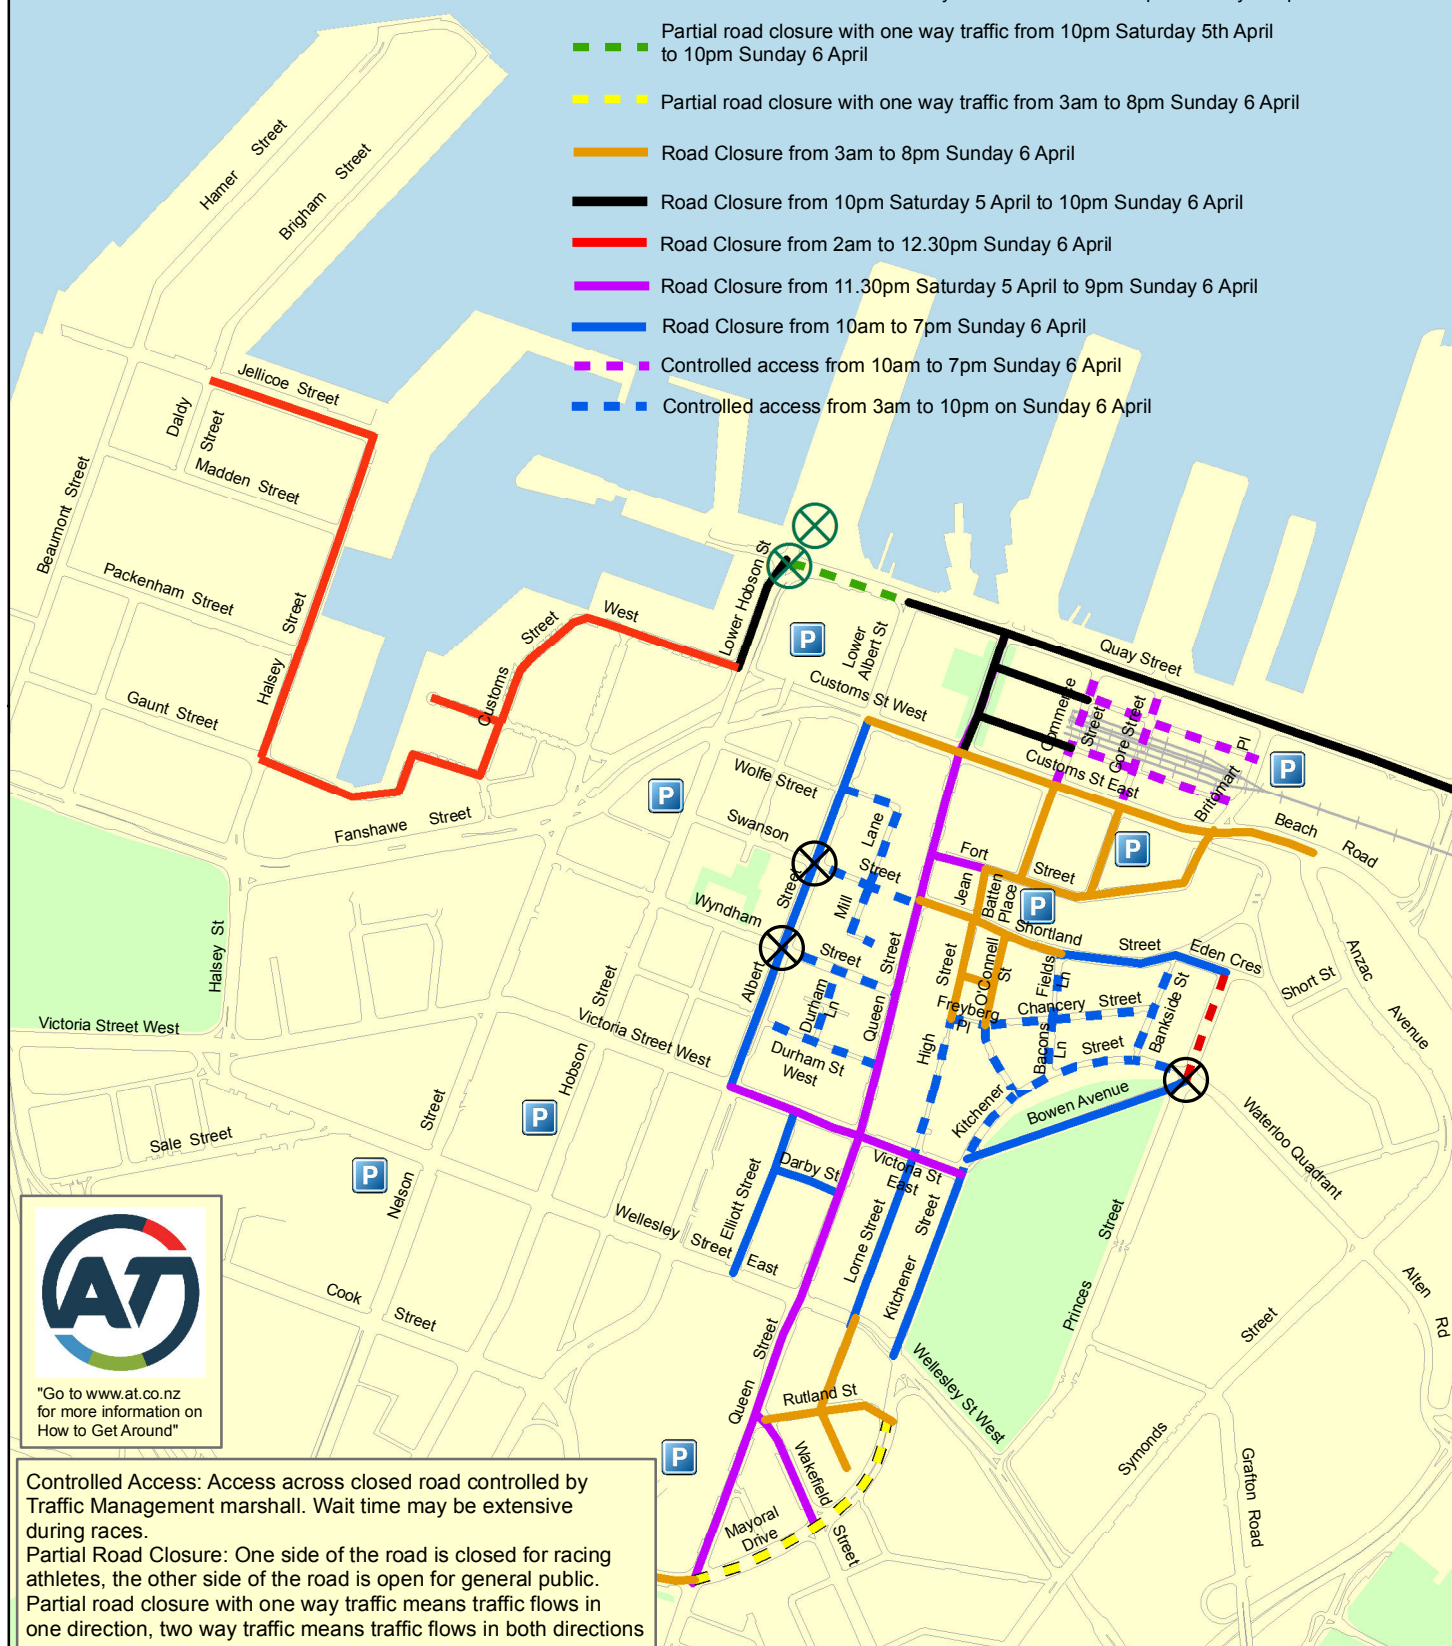 Partial road closure with one way traffic from 10pm Saturday 5th April
to 10pm Sunday 6 April
Partial road closure with one way traffic from 3am to 8pm Sunday 6 April
Road Closure from 3am to 8pm Sunday 6 April
Road Closure from 10pm Saturday 5 April to 10pm Sunday 6 April
Road Closure from 2am to 12.30pm Sunday 6 April
Road Closure from 11.30pm Saturday 5 April to 9pm Sunday 6 April
Road Closure from 10am to 7pm Sunday 6 April
Controlled access from 10am to 7pm Sunday 6 April
Controlled access from 3am to 10pm on Sunday 6 April
Hamer Street
Brigham Street
Jellicoe Street
Daldy Street
Madden Street
Beaumont Street
Packenham Street
Halsey Street
Gaunt Street
Customs Street West
Lower Hobson St
P
Lower
Albert St
Customs St West
Quay Street
Commerce Street
Gore Street
Customs St East
Britomart Pl
P
Beach Road
Fanshawe Street
P
Wolfe Street
Swanson Street
Lane
Mill
Fort Street
P
Jean
Batten
Place
P
Shortland Street
Eden Cres
Short St
Anzac Avenue
Wyndham Street
Albert Street
Durham
Ln
Queen Street
High Street
O'Connell
St
Freyberg
Pl
Fields
Ln
Chancery Street
Bankside St
Bacons
Ln
Kitchener Street
Bowen Avenue
Waterloo Quadrant
Halsey St
Victoria Street West
Victoria Street West
Durham St
West
Hobson Street
P
Nelson Street
Sale Street
P
Darby St
Elliott Street
Victoria St
East
Lorne Street
Kitchener Street
Wellesley Street East
Princes Street
Cook Street
Queen Street
Rutland St
Wellesley St West
Wakefield Street
Mayoral
Drive
P
Symonds Street
Grafton Road
Alten Rd
AT
"Go to www.at.co.nz
for more information on
How to Get Around"
Controlled Access: Access across closed road controlled by
Traffic Management marshall. Wait time may be extensive
during races.
Partial Road Closure: One side of the road is closed for racing
athletes, the other side of the road is open for general public.
Partial road closure with one way traffic means traffic flows in
one direction, two way traffic means traffic flows in both directions